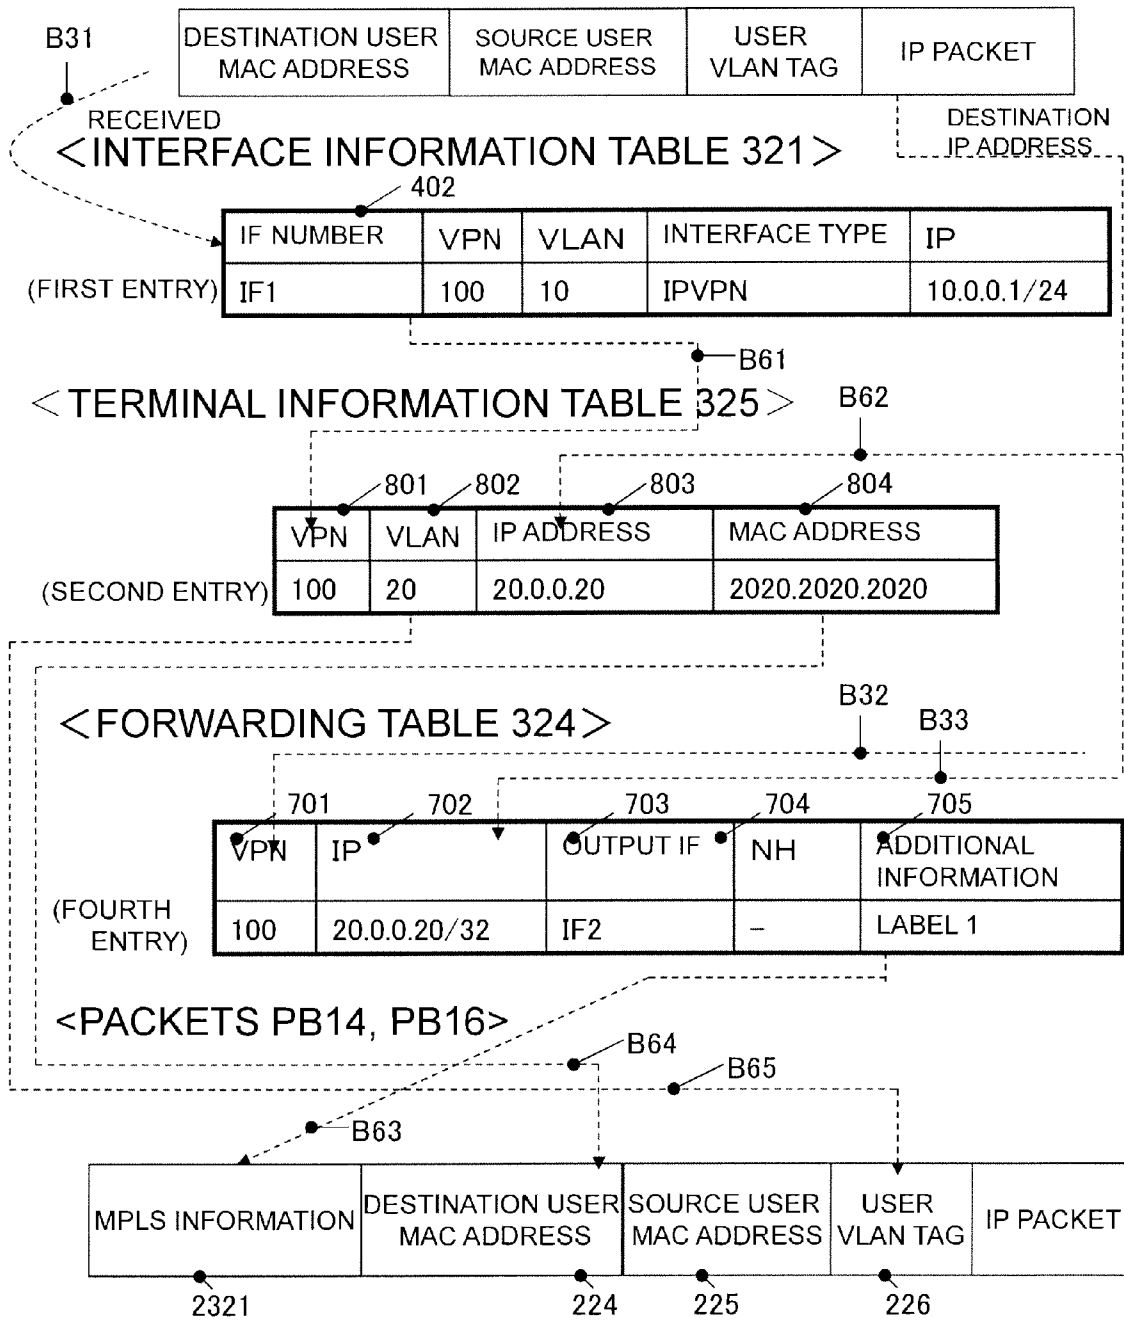 B31
DESTINATION USER
MAC ADDRESS
SOURCE USER
MAC ADDRESS
USER
VLAN TAG
IP PACKET
RECEIVED
DESTINATION
IP ADDRESS
<INTERFACE INFORMATION TABLE 321>
402
IF NUMBER VPN VLAN INTERFACE TYPE IP
(FIRST ENTRY) IF1 100 10 IPVPN 10.0.0.1/24
B61
<TERMINAL INFORMATION TABLE 325>
B62
801 802 803 804
VPN VLAN IP ADDRESS MAC ADDRESS
(SECOND ENTRY) 100 20 20.0.0.20 2020.2020.2020
B32
<FORWARDING TABLE 324>
B33
701 702 703 704 705
VPN IP OUTPUT IF NH ADDITIONAL
INFORMATION
(FOURTH
ENTRY)
100 20.0.0.20/32 IF2 – LABEL 1
<PACKETS PB14, PB16>
B64
B65
B63
MPLS INFORMATION
DESTINATION USER
MAC ADDRESS
SOURCE USER
MAC ADDRESS
USER
VLAN TAG
IP PACKET
2321 224 225 226